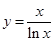 y = x / ln x